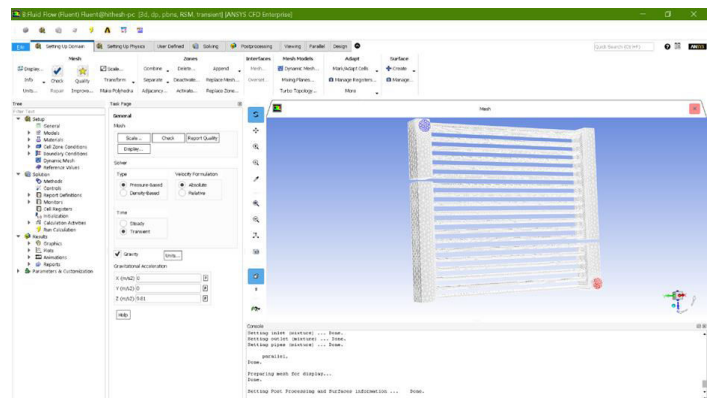 B:Fluid Flow (Fluent) Fluent@hithesh-pc [3d, dp, pbns, RSM, transient] [ANSYS CFD Enterprise]
File Setting Up Domain Setting Up Physics User Defined Solving Postprocessing Viewing Parallel Design
Quick Search (Ctrl+F) ANSYS
Mesh Zones Interfaces Mesh Models Adapt Surface
Display... Scale... Combine Delete... Append Mesh... Dynamic Mesh... Mark/Adapt Cells Create
Info Check Quality Transform Separate Deactivate... Replace Mesh... Overset... Mixing Planes... Manage Registers... Manage...
Units... Repair Improve... Make Polyhedra Adjacency... Activate... Replace Zone... Turbo Topology... More
Tree
Filter Text
Setup
General
Models
Materials
Cell Zone Conditions
Boundary Conditions
Dynamic Mesh
Reference Values
Solution
Methods
Controls
Report Definitions
Monitors
Cell Registers
Initialization
Calculation Activities
Run Calculation
Results
Graphics
Plots
Animations
Reports
Parameters & Customization
Task Page
General
Mesh
Scale... Check Report Quality
Display...
Solver
Type Velocity Formulation
Pressure-Based Absolute
Density-Based Relative
Time
Steady
Transient
Gravity Units...
Gravitational Acceleration
X (m/s2) 0 P
Y (m/s2) 0 P
Z (m/s2) 9.81 P
Help
Mesh
Console
Setting inlet (mixture) ... Done.
Setting outlet (mixture) ... Done.
Setting pipes (mixture) ... Done.
parallel,
Done.
Preparing mesh for display...
Done.
Setting Post Processing and Surfaces information ... Done.